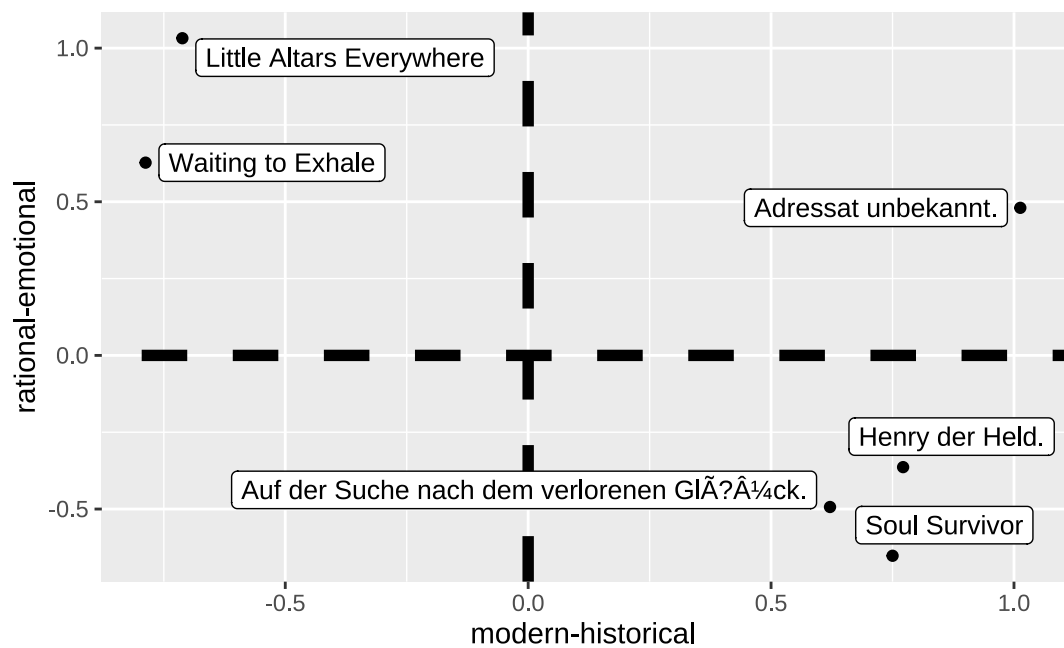 1.0
Little Altars Everywhere
Waiting to Exhale
0.5
Adressat unbekannt.
rational-emotional
0.0
Henry der Held.
Auf der Suche nach dem verlorenen GlÃ?Â¼ck.
-0.5
Soul Survivor
-0.5 0.0 0.5 1.0
modern-historical